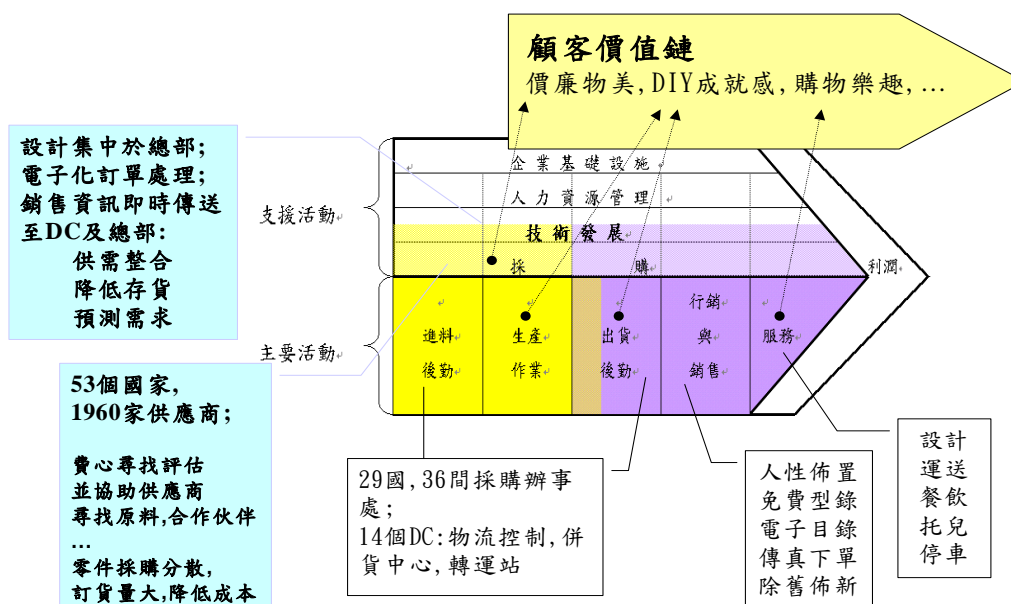 顧客價值鏈
價廉物美,DIY成就感,購物樂趣,…
設計集中於總部;
電子化訂單處理;
銷售資訊即時傳送
至DC及總部:
供需整合
降低存貨
預測需求
支援活動
企業基礎設施
人力資源管理
技術發展
採 購
利潤
主要活動
進料
後勤
生產
作業
出貨
後勤
行銷
與
銷售
服務
53個國家,
1960家供應商;
費心尋找評估
並協助供應商
尋找原料,合作伙伴
…
零件採購分散,
訂貨量大,降低成本
29國,36間採購辦事
處;
14個DC:物流控制,併
貨中心,轉運站
人性佈置
免費型錄
電子目錄
傳真下單
除舊佈新
設計
運送
餐飲
托兒
停車